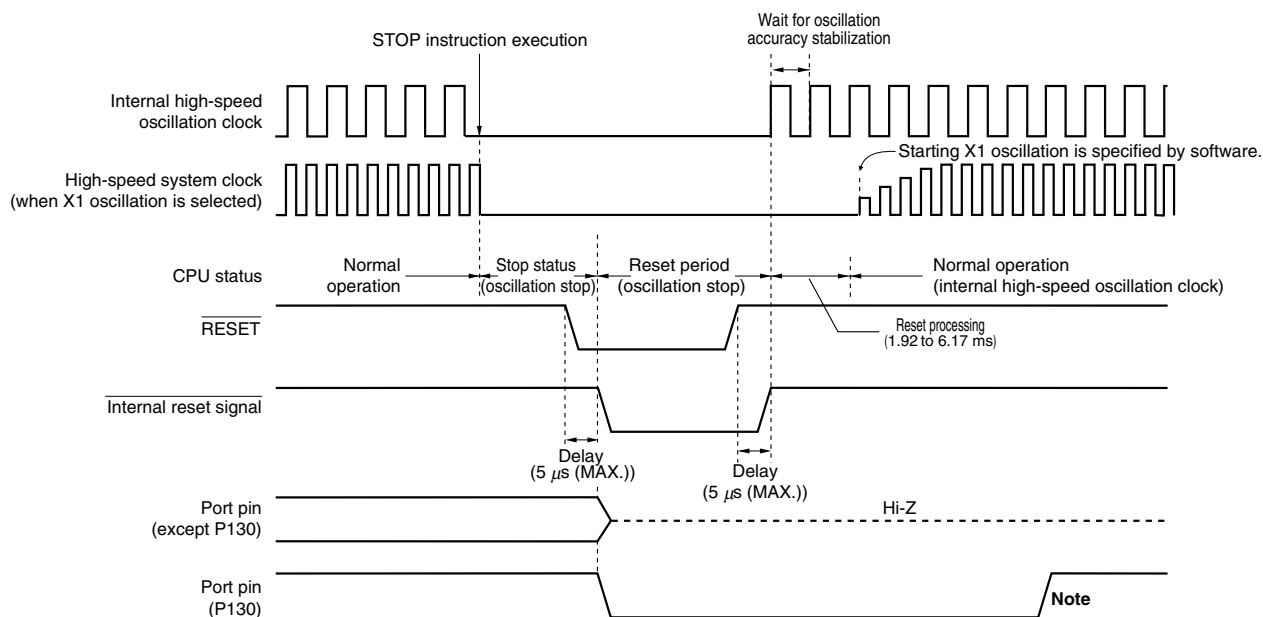 Wait for oscillation
accuracy stabilization
STOP instruction execution
Internal high-speed
oscillation clock
Starting X1 oscillation is specified by software.
High-speed system clock
(when X1 oscillation is selected)
CPU status
Normal
operation
Stop status
(oscillation stop)
Reset period
(oscillation stop)
Normal operation
(internal high-speed oscillation clock)
RESET
Reset processing
(1.92 to 6.17 ms)
Internal reset signal
Delay
(5 μs (MAX.))
Delay
(5 μs (MAX.))
Port pin
(except P130)
Hi-Z
Port pin
(P130)
Note